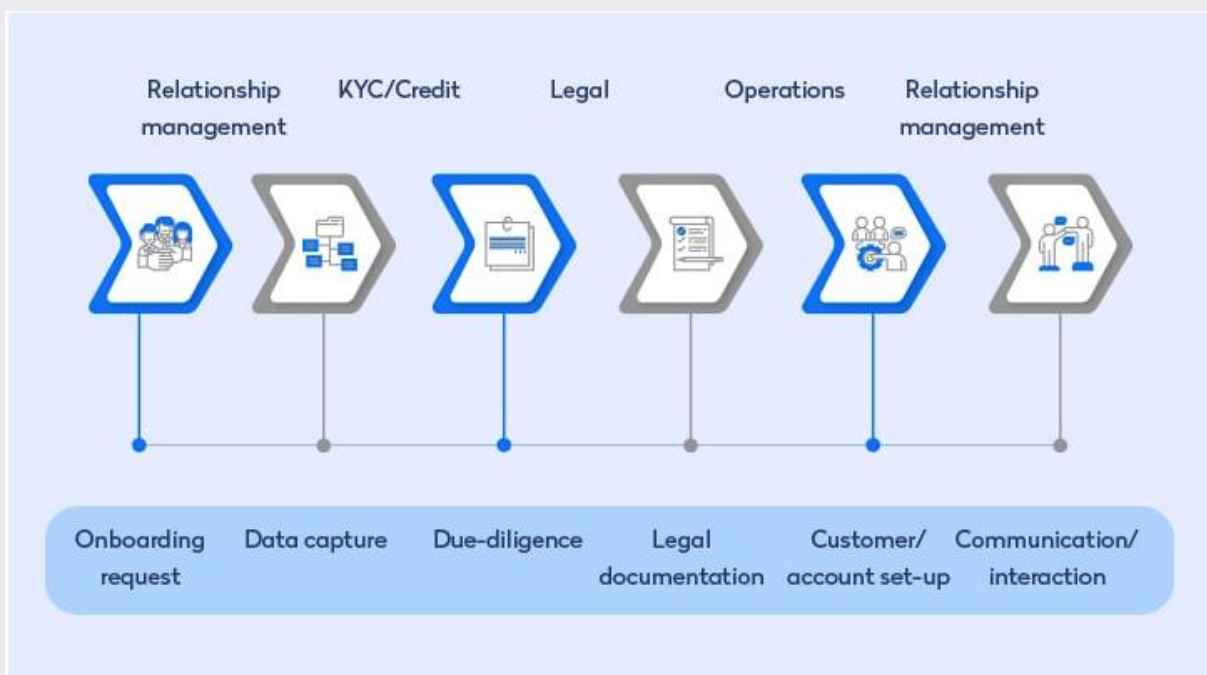 Relationship
management
KYC/Credit
Legal
Operations
Relationship
management
Onboarding
request
Data capture
Due-diligence
Legal
documentation
Customer/
account set-up
Communication/
interaction